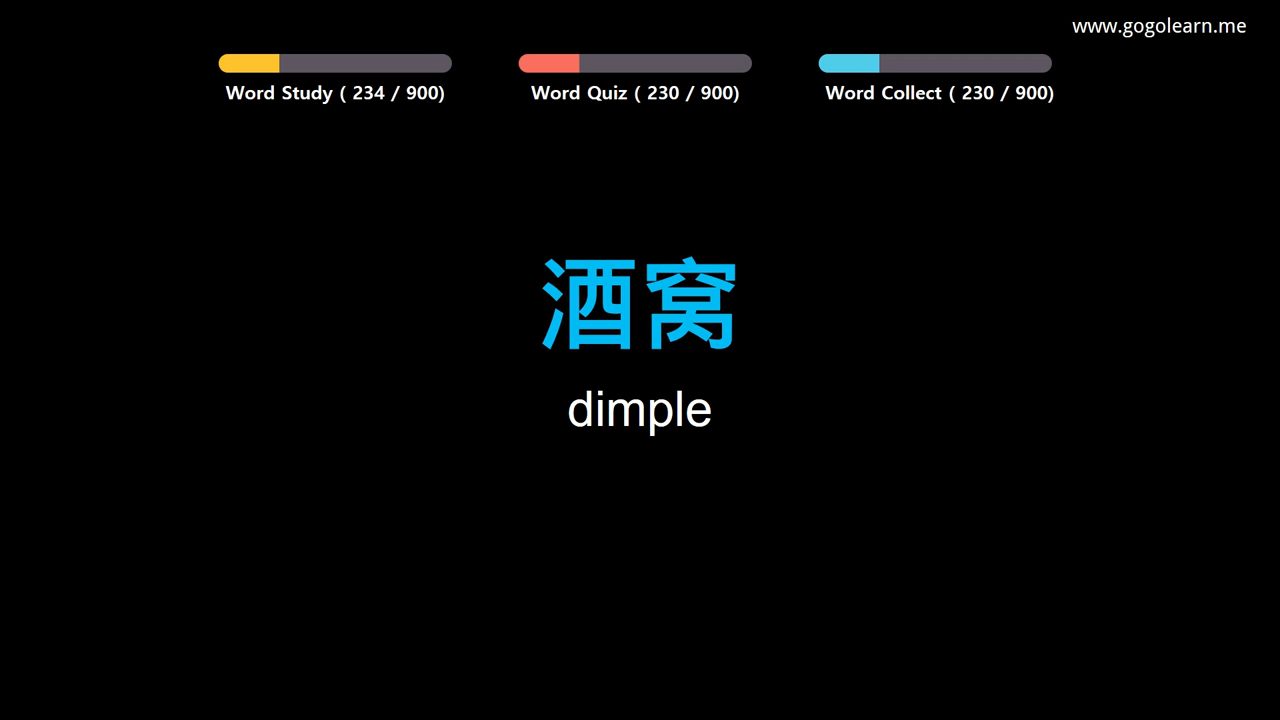 www.gogolearn.me
Word Study ( 234 / 900)
Word Quiz ( 230 / 900)
Word Collect ( 230 / 900)
酒窝
dimple